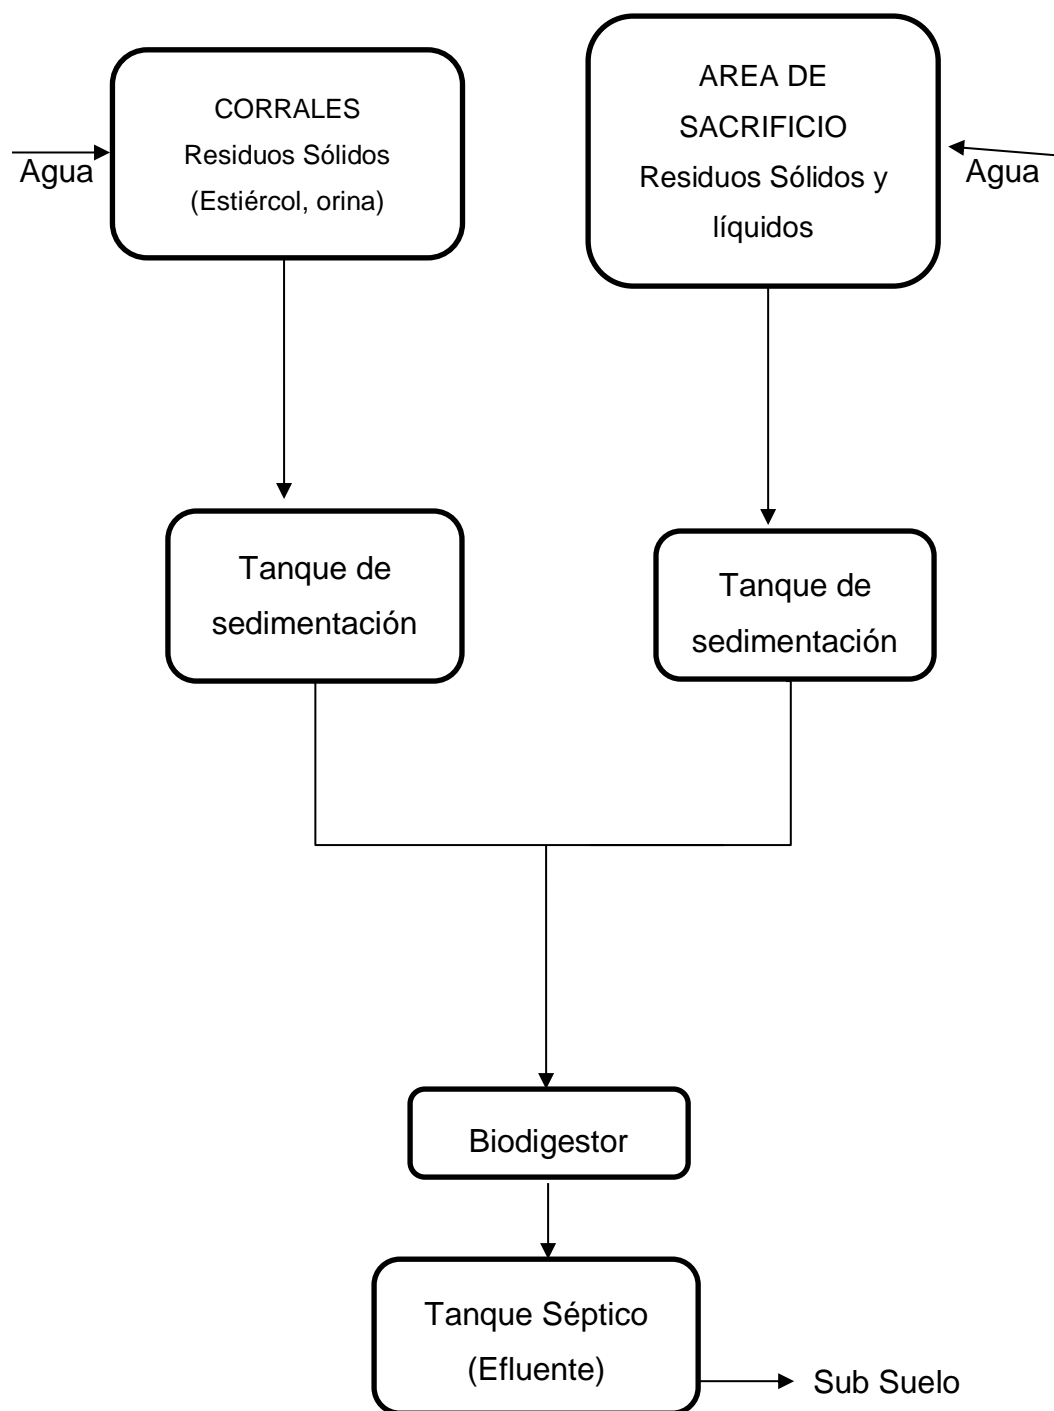 CORRALES
Residuos Sólidos
(Estiércol, orina)
Agua
AREA DE
SACRIFICIO
Residuos Sólidos y
líquidos
Agua
Tanque de
sedimentación
Tanque de
sedimentación
Biodigestor
Tanque Séptico
(Efluente)
Sub Suelo